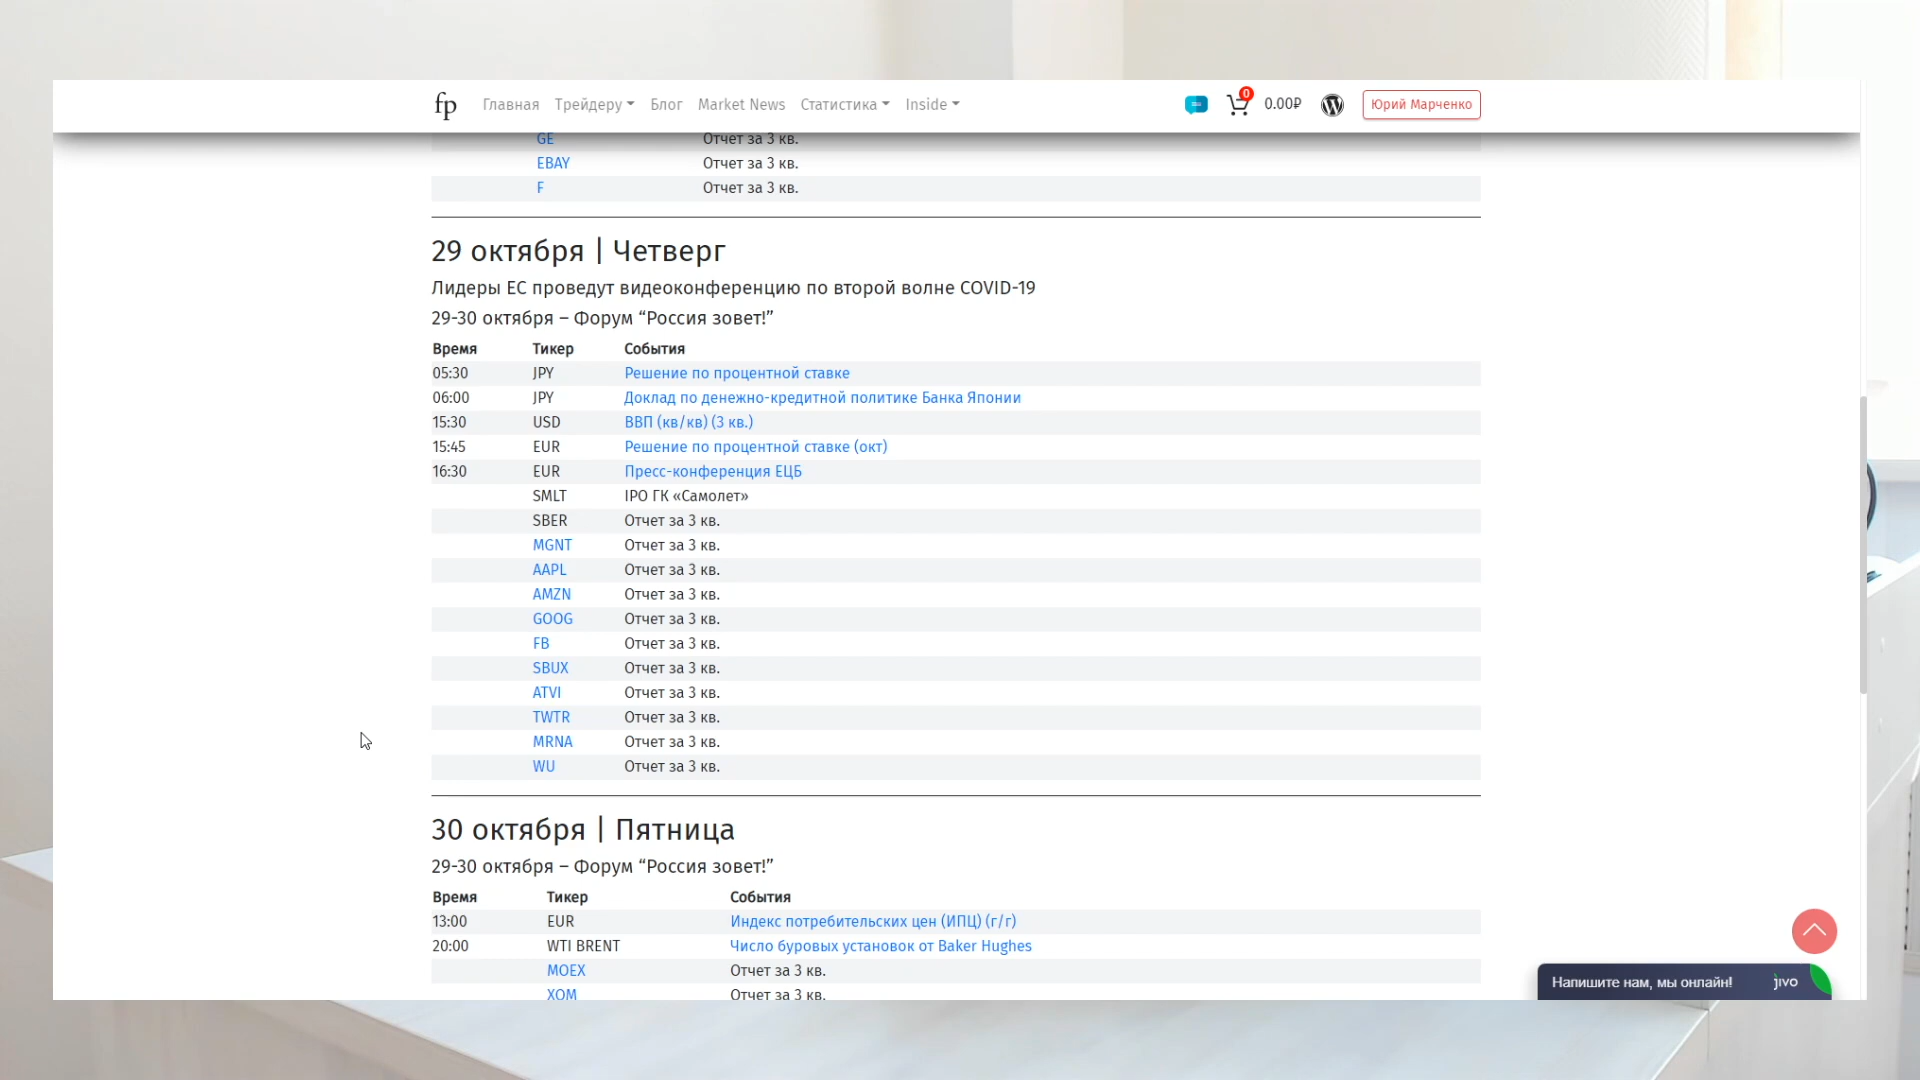 fp Главная Трейдеру Блог Market News Статистика Inside 0 0.00₽ Юрий Марченко
GE Отчет за 3 кв.
EBAY Отчет за 3 кв.
F Отчет за 3 кв.
29 октября | Четверг
Лидеры ЕС проведут видеоконференцию по второй волне COVID-19
29-30 октября – Форум “Россия зовет!”
Время Тикер События
05:30 JPY Решение по процентной ставке
06:00 JPY Доклад по денежно-кредитной политике Банка Японии
15:30 USD ВВП (кв/кв) (3 кв.)
15:45 EUR Решение по процентной ставке (окт)
16:30 EUR Пресс-конференция ЕЦБ
SMLT IPO ГК «Самолет»
SBER Отчет за 3 кв.
MGNT Отчет за 3 кв.
AAPL Отчет за 3 кв.
AMZN Отчет за 3 кв.
GOOG Отчет за 3 кв.
FB Отчет за 3 кв.
SBUX Отчет за 3 кв.
ATVI Отчет за 3 кв.
TWTR Отчет за 3 кв.
MRNA Отчет за 3 кв.
WU Отчет за 3 кв.
30 октября | Пятница
29-30 октября – Форум “Россия зовет!”
Время Тикер События
13:00 EUR Индекс потребительских цен (ИПЦ) (г/г)
20:00 WTI BRENT Число буровых установок от Baker Hughes
MOEX Отчет за 3 кв.
XOM Отчет за 3 кв.
Напишите нам, мы онлайн! jivo